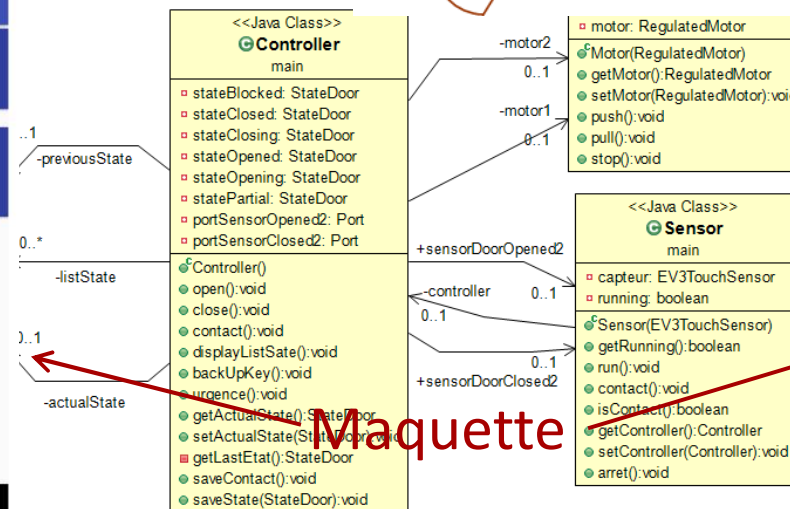 <<Java Class>>
Controller
main
stateBlocked: StateDoor
stateClosed: StateDoor
stateClosing: StateDoor
stateOpened: StateDoor
stateOpening: StateDoor
statePartial: StateDoor
portSensorOpened2: Port
portSensorClosed2: Port
Controller()
open():void
close():void
contact():void
displayListSate():void
backUpKey():void
urgence():void
getActualState():StateDoor
setActualState(StateDoor):void
getLastEtat():StateDoor
saveContact():void
saveState(StateDoor):void
..1
-previousState
0..*
-listState
0..1
-actualState
-motor2
0..1
-motor1
0..1
+sensorDoorOpened2
0..1
-controller
0..1
0..1
+sensorDoorClosed2
motor: RegulatedMotor
Motor(RegulatedMotor)
getMotor():RegulatedMotor
setMotor(RegulatedMotor):voi
push():void
pull():void
stop():void
<<Java Class>>
Sensor
main
capteur: EV3TouchSensor
running: boolean
Sensor(EV3TouchSensor)
getRunning():boolean
run():void
contact():void
isContact():boolean
getController():Controller
setController(Controller):void
arret():void
Maquette